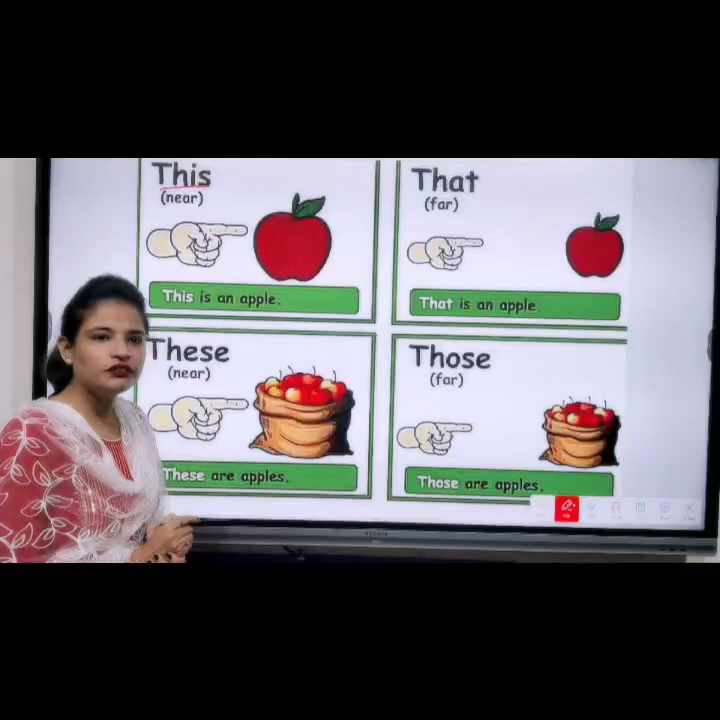 This
(near)
This is an apple.
That
(far)
That is an apple.
These
(near)
These are apples.
Those
(far)
Those are apples.